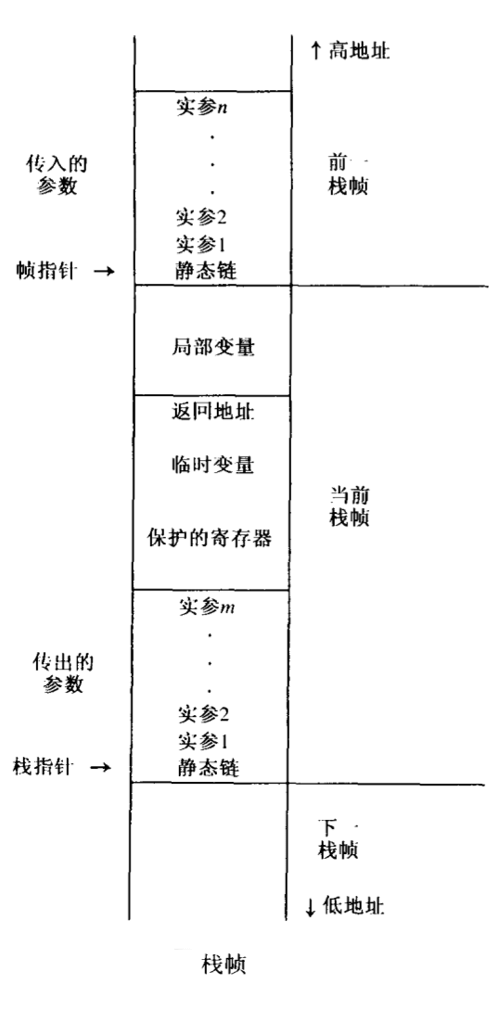 ↑ 高地址
实参n
.
.
.
传入的
参数
前一
栈帧
实参2
实参1
帧指针 →
静态链
局部变量
返回地址
临时变量
当前
栈帧
保护的寄存器
实参m
.
.
.
传出的
参数
实参2
实参1
栈指针 →
静态链
下一
栈帧
↓ 低地址
栈帧